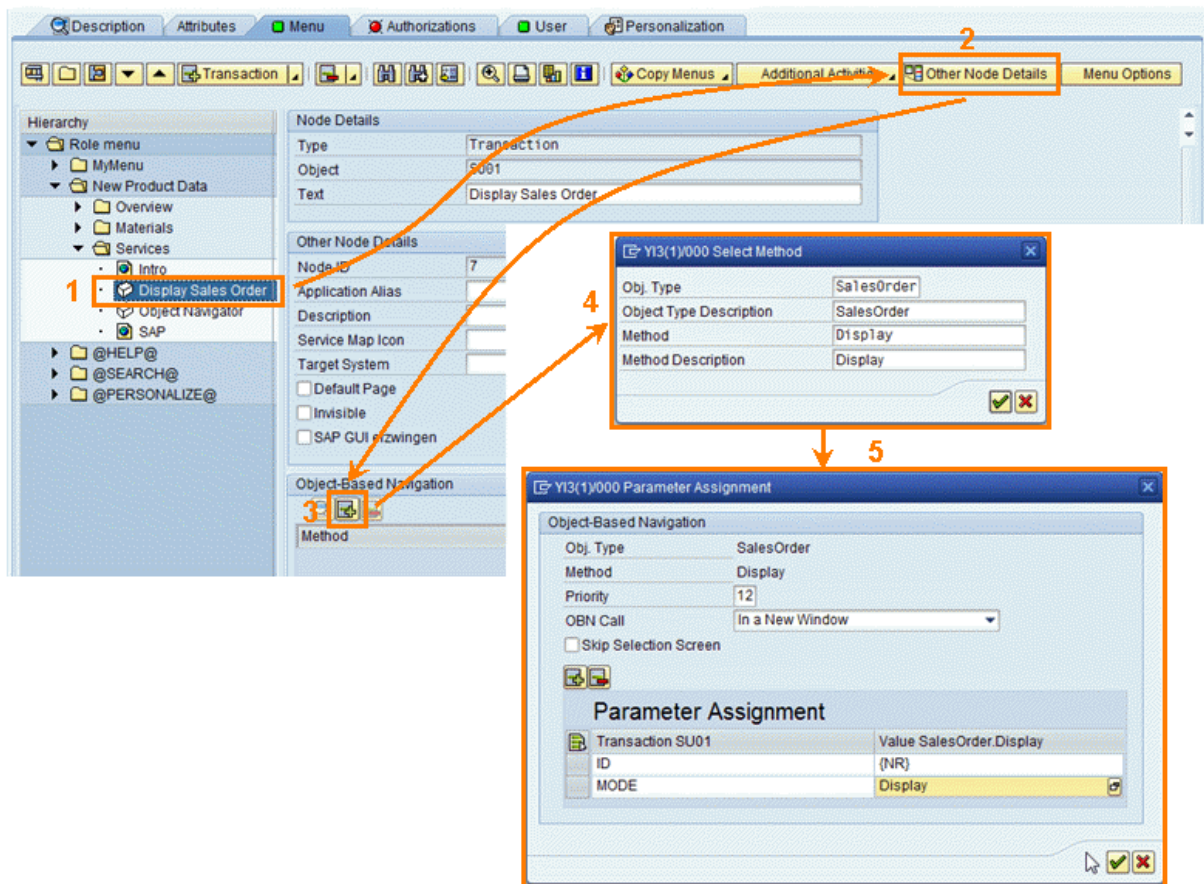 Description Attributes Menu Authorizations User Personalization
2
Transaction Copy Menus Additional Other Node Details Menu Options
Hierarchy
Role menu
MyMenu
New Product Data
Overview
Materials
Services
Intro
1 Display Sales Order
Object Navigator
SAP
@HELP@
@SEARCH@
@PERSONALIZE@
Node Details
Type Transaction
Object SU01
Text Display Sales Order
Other Node Details
Node ID 7
Application Alias
Description
Service Map Icon
Target System
Default Page
Invisible
SAP GUI erzwingen
Object-Based Navigation
3
Method
4
YI3(1)/000 Select Method
Obj. Type SalesOrder
Object Type Description SalesOrder
Method Display
Method Description Display
5
YI3(1)/000 Parameter Assignment
Object-Based Navigation
Obj. Type SalesOrder
Method Display
Priority 12
OBN Call In a New Window
Skip Selection Screen
Parameter Assignment
Transaction SU01 Value SalesOrder.Display
ID {NR}
MODE Display